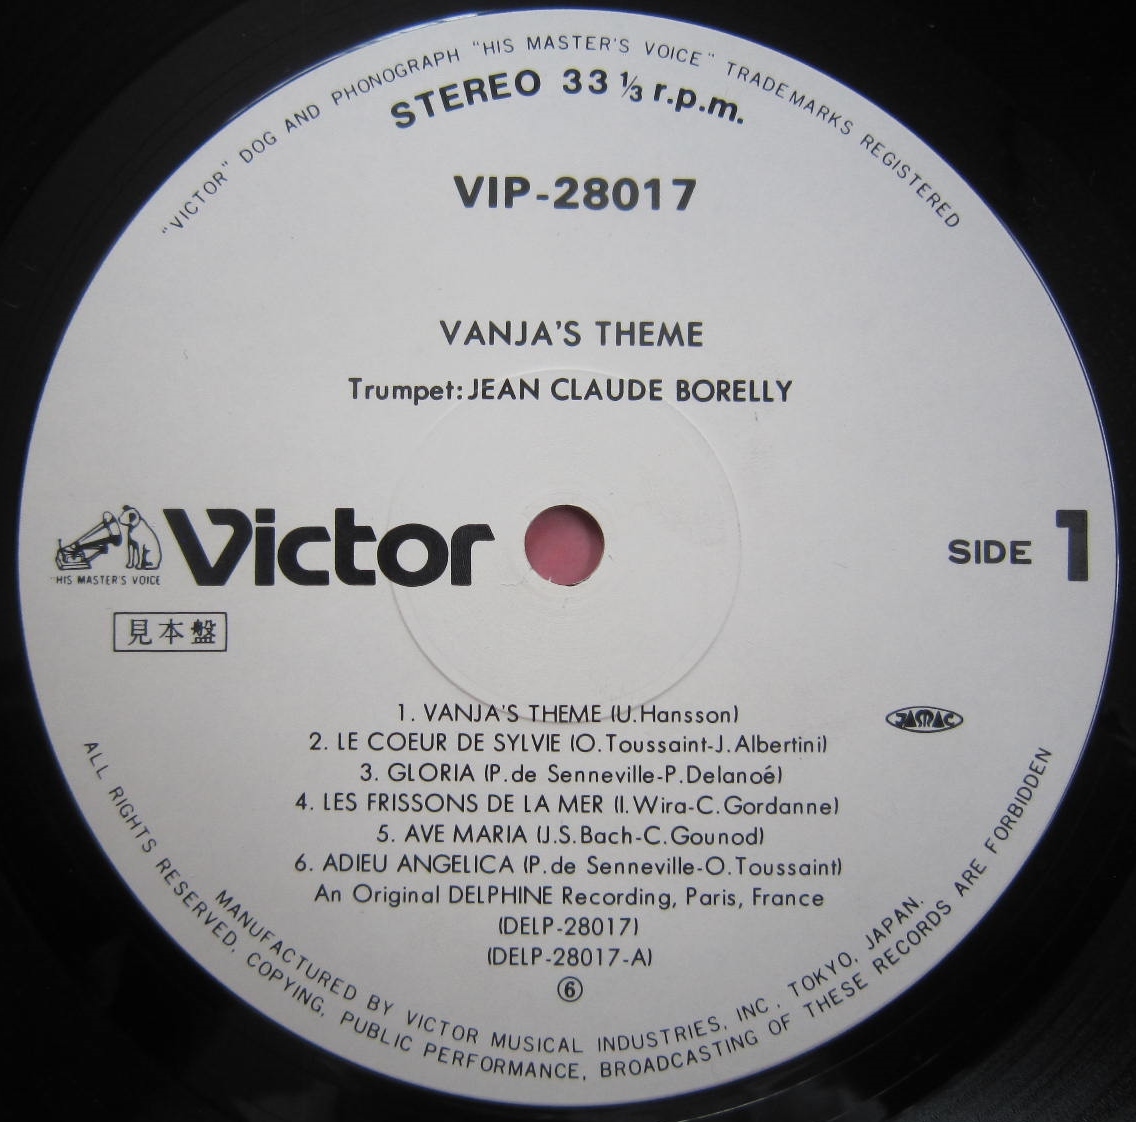 "VICTOR" DOG AND PHONOGRAPH "HIS MASTER'S VOICE" TRADEMARKS REGISTERED
STEREO 33 ⅓ r.p.m.
VIP-28017
VANJA'S THEME
Trumpet: JEAN CLAUDE BORELLY
Victor
"HIS MASTER'S VOICE"
SIDE 1
見本盤
1. VANJA'S THEME (U.Hansson)
JASRAC
2. LE COEUR DE SYLVIE (O.Toussaint-J.Albertini)
3. GLORIA (P.de Senneville-P.Delanoé)
4. LES FRISSONS DE LA MER (I.Wira-C.Gordanne)
5. AVE MARIA (J.S.Bach-C.Gounod)
6. ADIEU ANGELICA (P.de Senneville-O.Toussaint)
An Original DELPHINE Recording, Paris, France
(DELP-28017)
(DELP-28017-A)
⑥
MANUFACTURED BY VICTOR MUSICAL INDUSTRIES, INC. TOKYO, JAPAN.
ALL RIGHTS RESERVED. COPYING, PUBLIC PERFORMANCE, BROADCASTING OF THESE RECORDS ARE FORBIDDEN